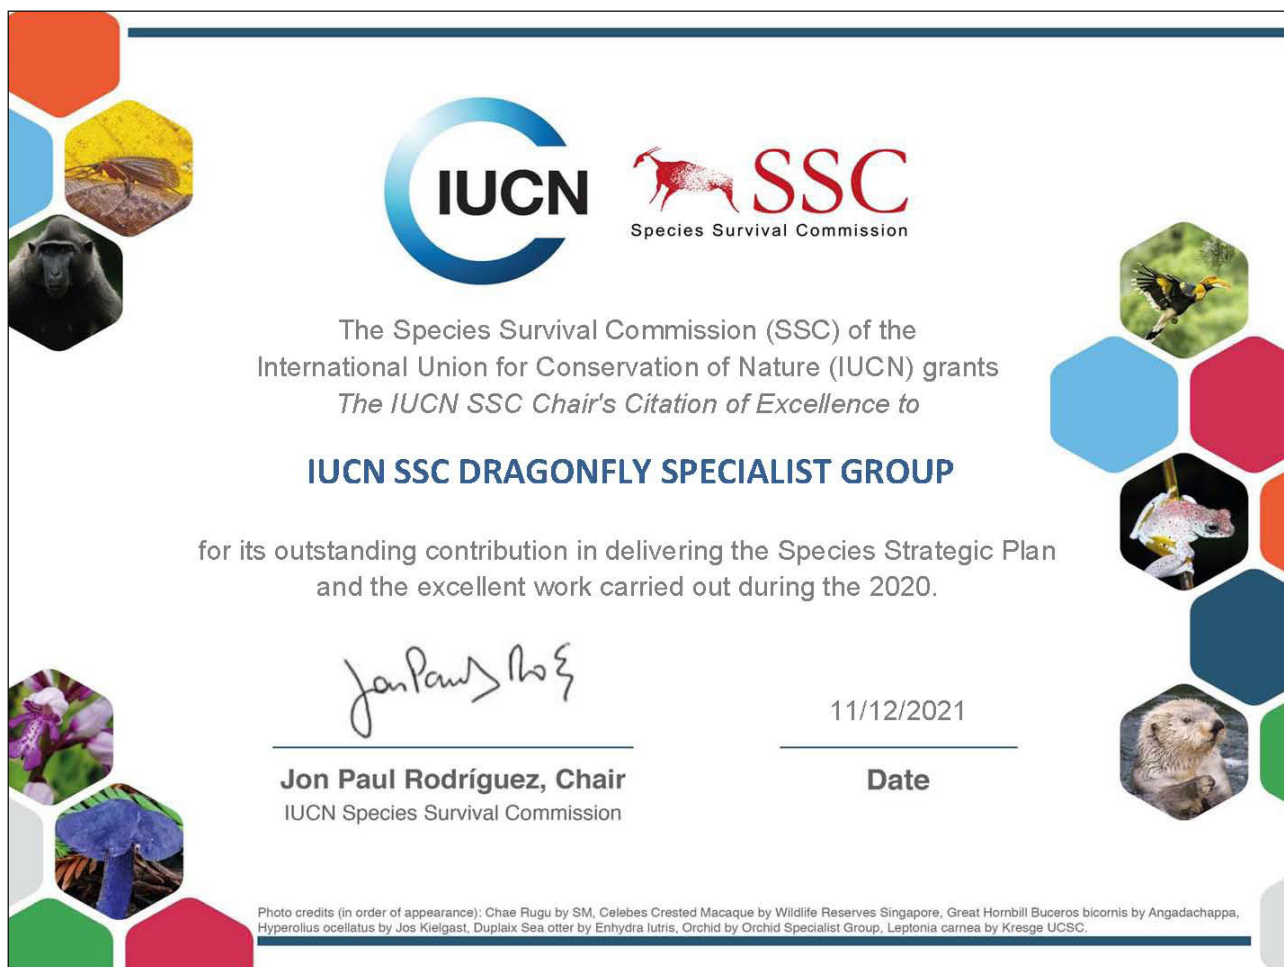 IUCN
SSC
Species Survival Commission
The Species Survival Commission (SSC) of the
International Union for Conservation of Nature (IUCN) grants
The IUCN SSC Chair's Citation of Excellence to
IUCN SSC DRAGONFLY SPECIALIST GROUP
for its outstanding contribution in delivering the Species Strategic Plan
and the excellent work carried out during the 2020.
11/12/2021
Jon Paul Rodríguez, Chair
IUCN Species Survival Commission
Date
Photo credits (in order of appearance): Chae Rugu by SM, Celebes Crested Macaque by Wildlife Reserves Singapore, Great Hornbill Buceros bicornis by Angadachappa,
Hyperolius ocellatus by Jos Kielgast, Duplaix Sea otter by Enhydra lutris, Orchid by Orchid Specialist Group, Leptonia carnea by Kresge UCSC.